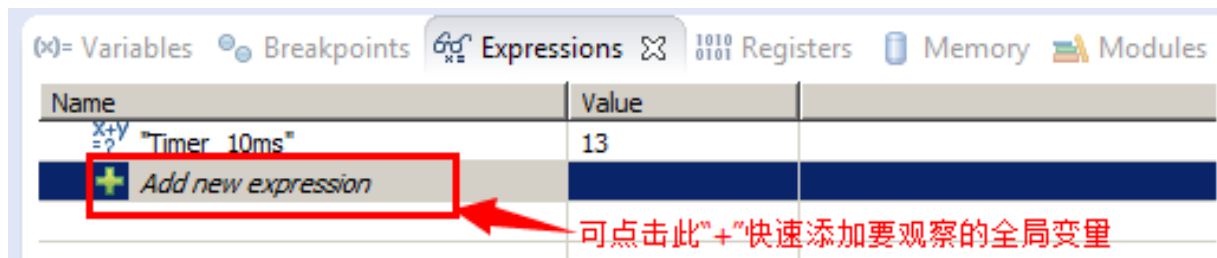 (x)= Variables Breakpoints Expressions Registers Memory Modules
Name Value
"Timer_10ms" 13
Add new expression
可点击此"+"快速添加要观察的全局变量